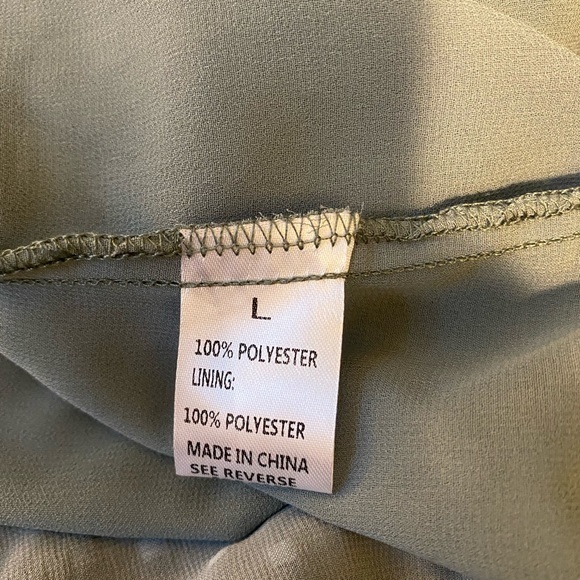 L
100% POLYESTER
LINING:
100% POLYESTER
MADE IN CHINA
SEE REVERSE